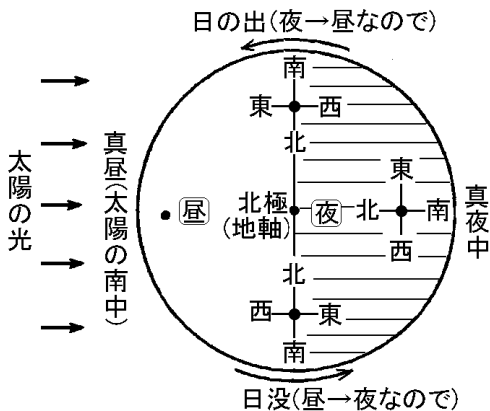 日の出(夜→昼なので)
南
東 西
北
太陽の光
真昼(太陽の南中)
昼
北極
(地軸)
夜
東
北 南
西
真夜中
北
西 東
南
日没(昼→夜なので)